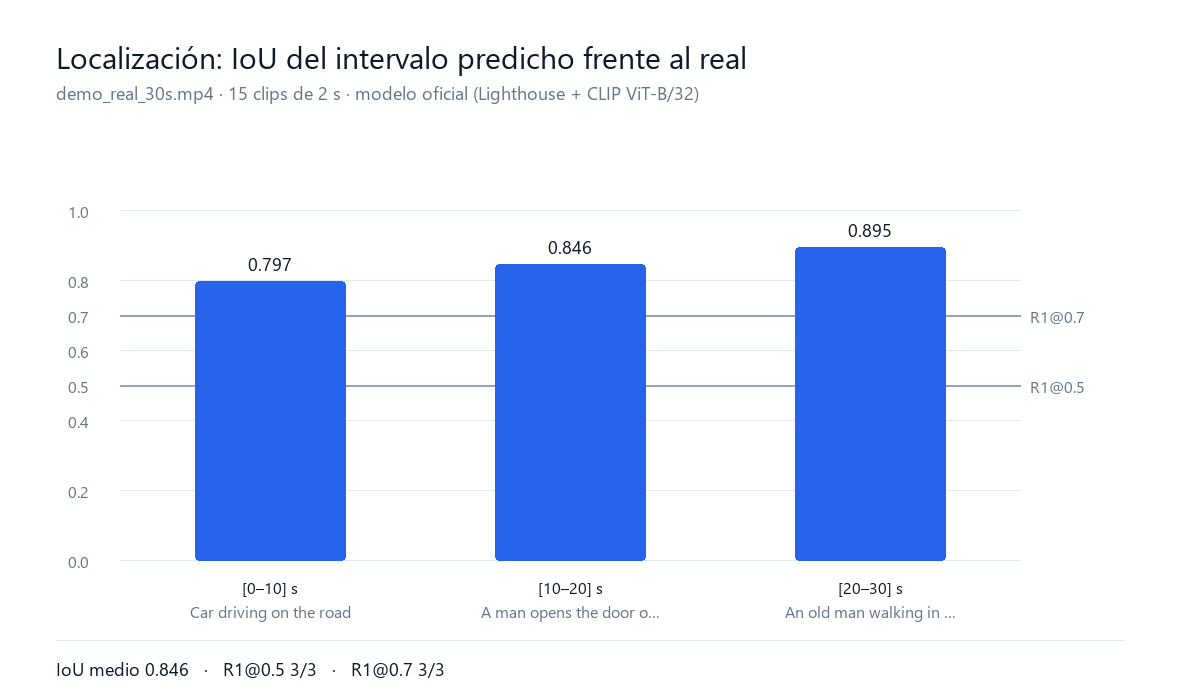 Localización: IoU del intervalo predicho frente al real
demo_real_30s.mp4 · 15 clips de 2 s · modelo oficial (Lighthouse + CLIP ViT-B/32)
1.0
0.895
0.846
0.797
0.8
0.7
R1@0.7
0.6
0.5
R1@0.5
0.4
0.2
0.0
[0–10] s
[10–20] s
[20–30] s
Car driving on the road
A man opens the door o...
An old man walking in ...
IoU medio 0.846 · R1@0.5 3/3 · R1@0.7 3/3